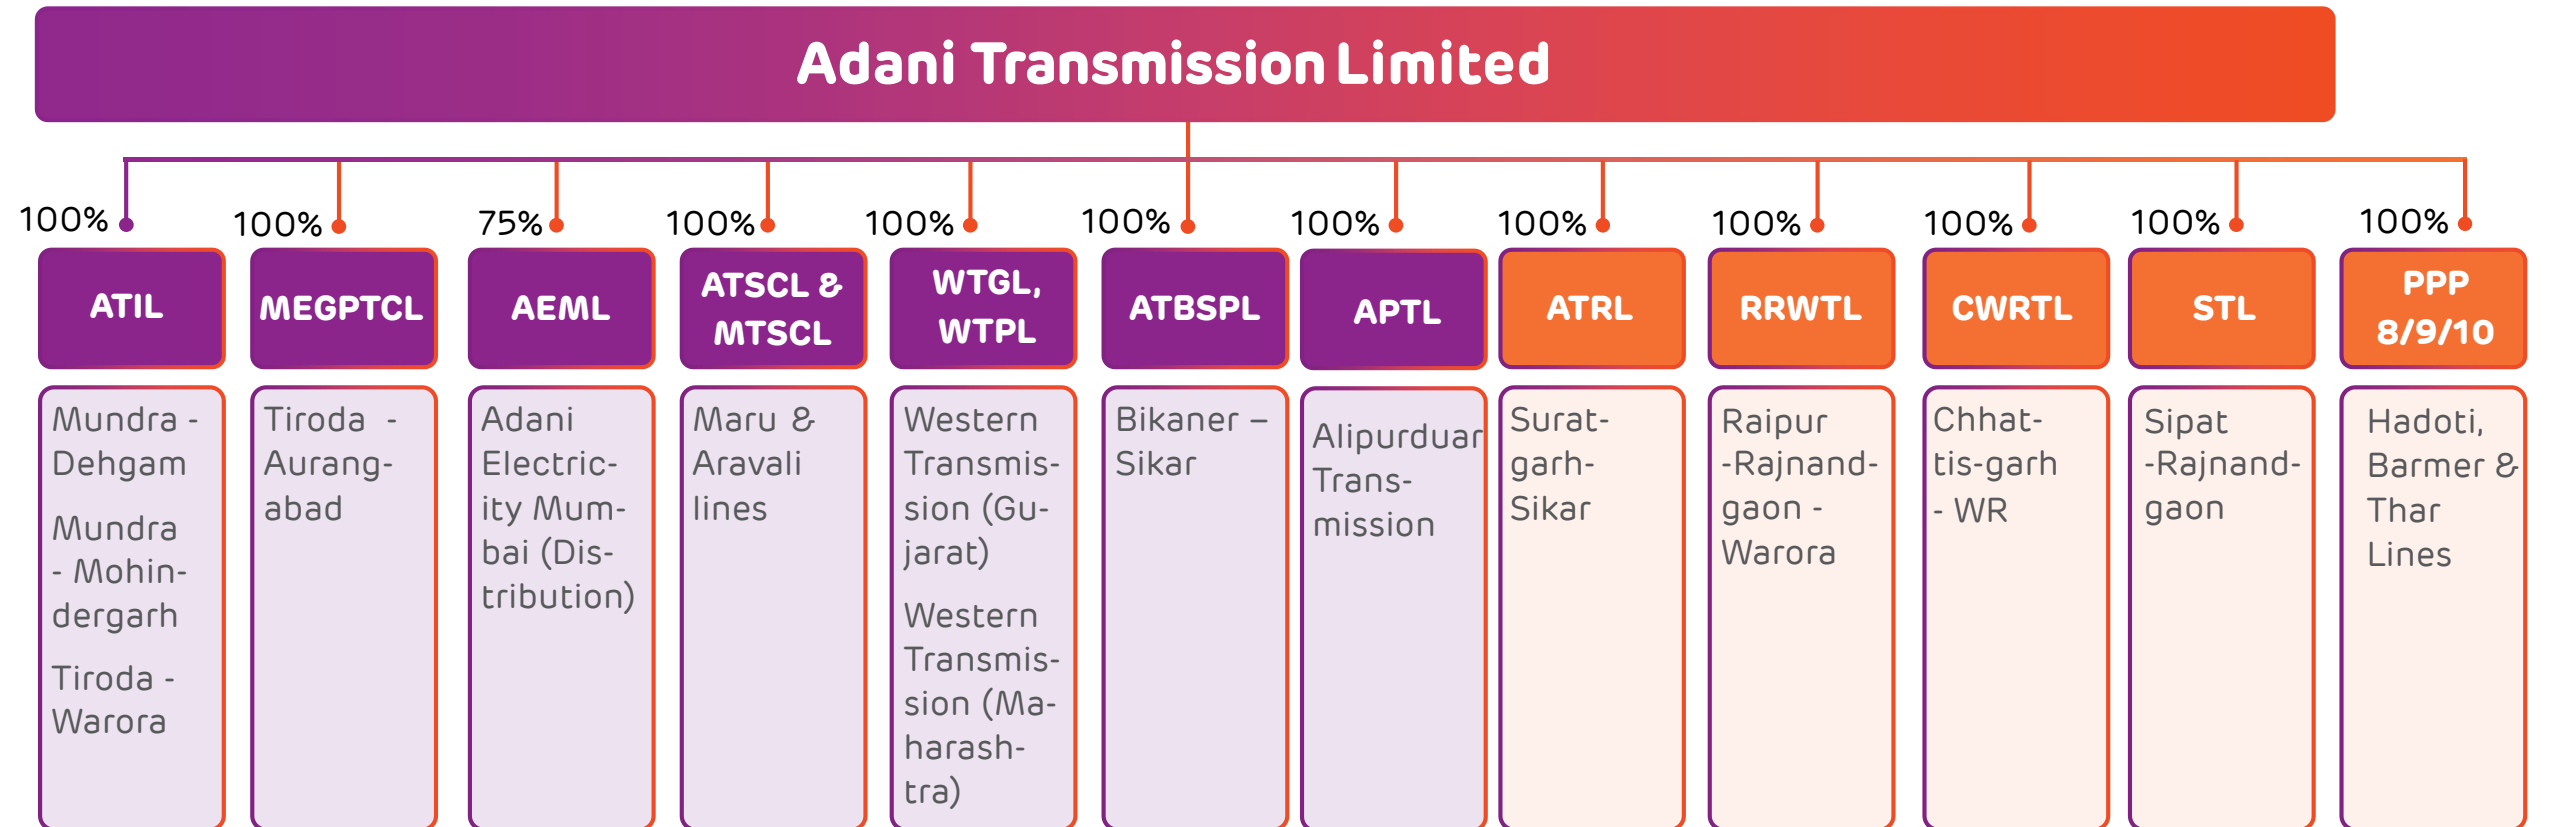 Adani Transmission Limited
100%
100%
75%
100%
100%
100%
100%
100%
100%
100%
100%
100%
ATIL
MEGPTCL
AEML
ATSCL &
MTSCL
WTGL,
WTPL
ATBSPL
APTL
ATRL
RRWTL
CWRTL
STL
PPP
8/9/10
Mundra -
Dehgam
Mundra
- Mohin-
dergarh
Tiroda -
Warora
Tiroda -
Aurang-
abad
Adani
Electric-
ity Mum-
bai (Dis-
tribution)
Maru &
Aravali
lines
Western
Transmis-
sion (Gu-
jarat)
Western
Transmis-
sion (Ma-
harash-
tra)
Bikaner –
Sikar
Alipurduar
Trans-
mission
Surat-
garh-
Sikar
Raipur
-Rajnand-
gaon -
Warora
Chhat-
tis-garh
- WR
Sipat
-Rajnand-
gaon
Hadoti,
Barmer &
Thar
Lines